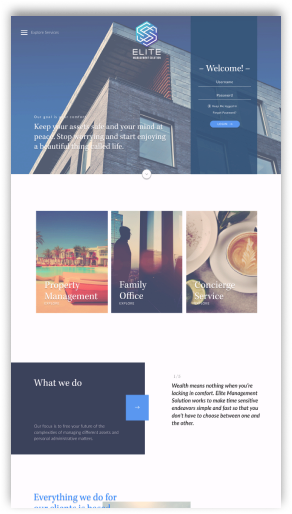 Explore Services
ELITE
MANAGEMENT SOLUTION
– Welcome! –
Username
Password
Keep me logged in
Forgot Password?
Our goal is your comfort
Keep your assets safe and your mind at
peace. Stop worrying and start enjoying
a beautiful thing called life.
Property
Management
EXPLORE
Family
Office
EXPLORE
Concierge
Service
EXPLORE
What we do
Our focus is to free your future of the
complexities of managing different assets and
personal administration matters.
1/3
Wealth means nothing when you're
lacking in comfort. Elite Management
Solution works to make time sensitive
endeavors simple and fast so that you
don't have to choose between one and
the other.
Everything we do for
our clients is based